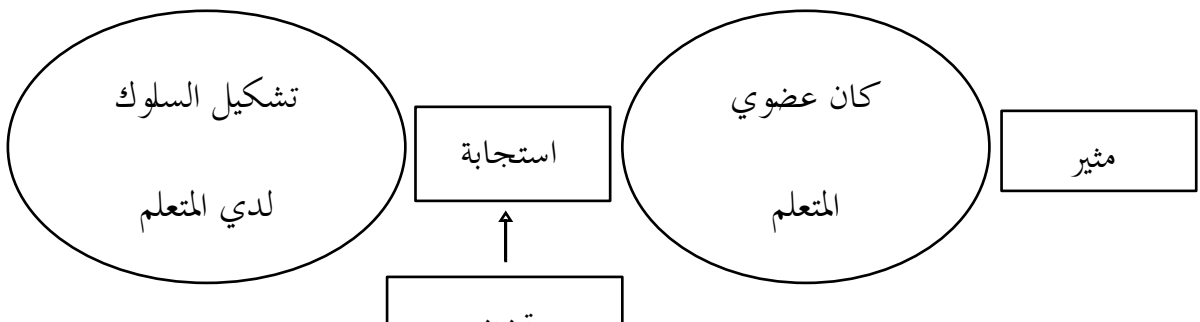 مثير
كان عضوي
المتعلم
استجابة
تشكيل السلوك
لدي المتعلم